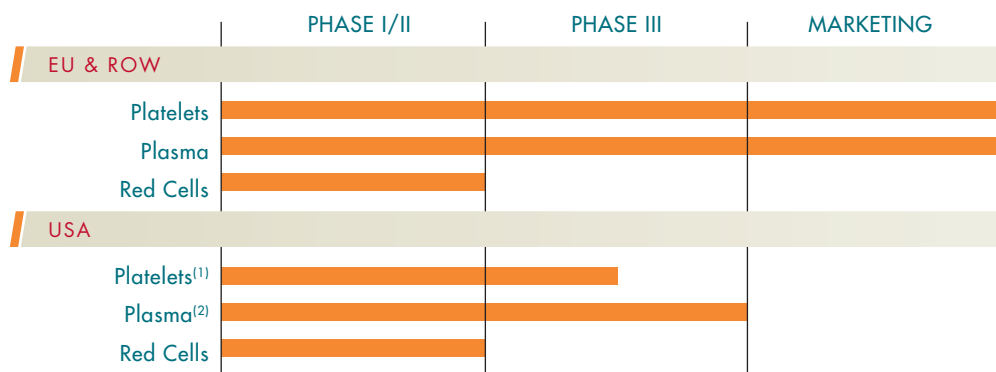 PHASE I/II PHASE III MARKETING
EU & ROW
Platelets
Plasma
Red Cells
USA
Platelets(1)
Plasma(2)
Red Cells